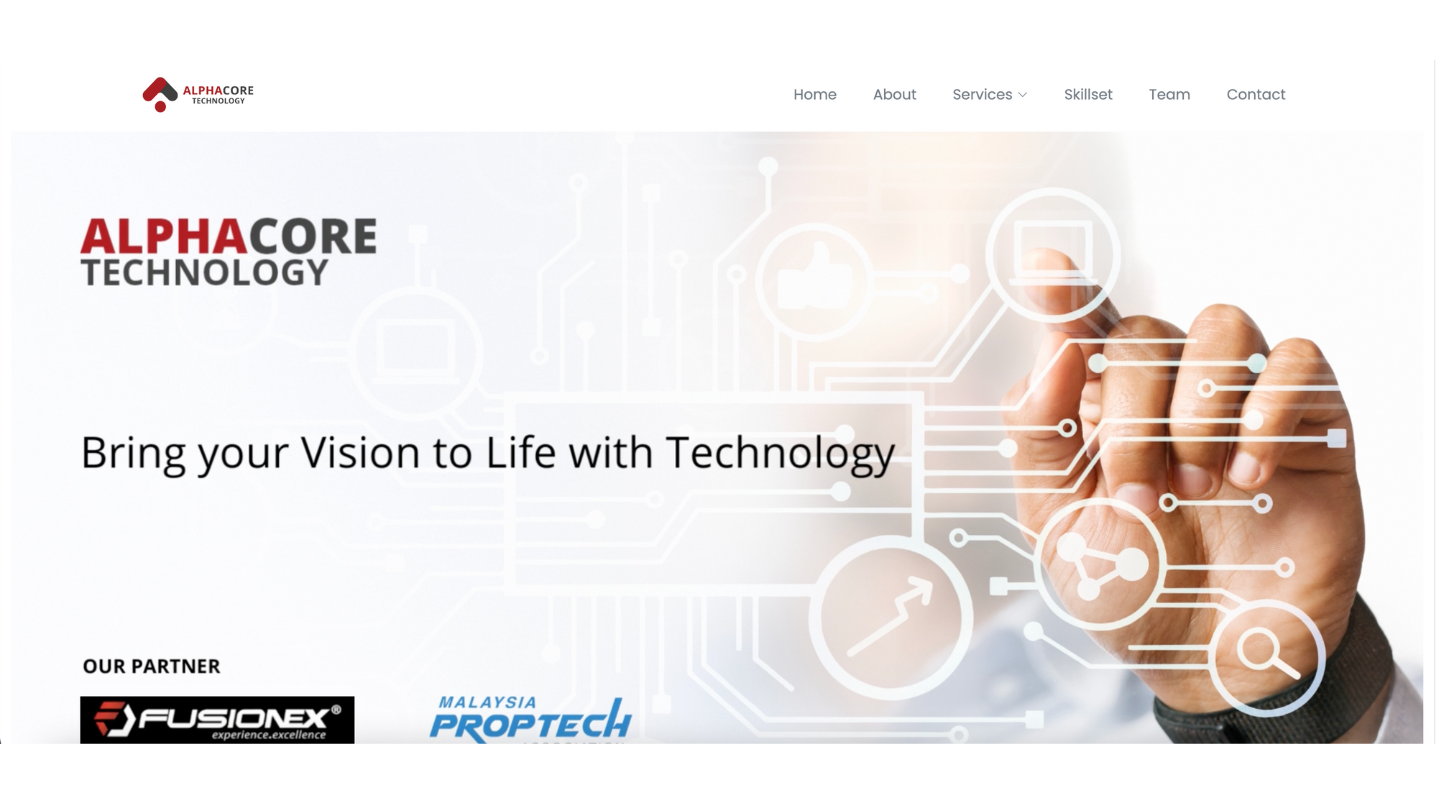 ALPHACORE
TECHNOLOGY
Home About Services Skillset Team Contact
ALPHACORE
TECHNOLOGY
Bring your Vision to Life with Technology
OUR PARTNER
FUSIONEX®
experience.excellence
MALAYSIA
PROPTECH